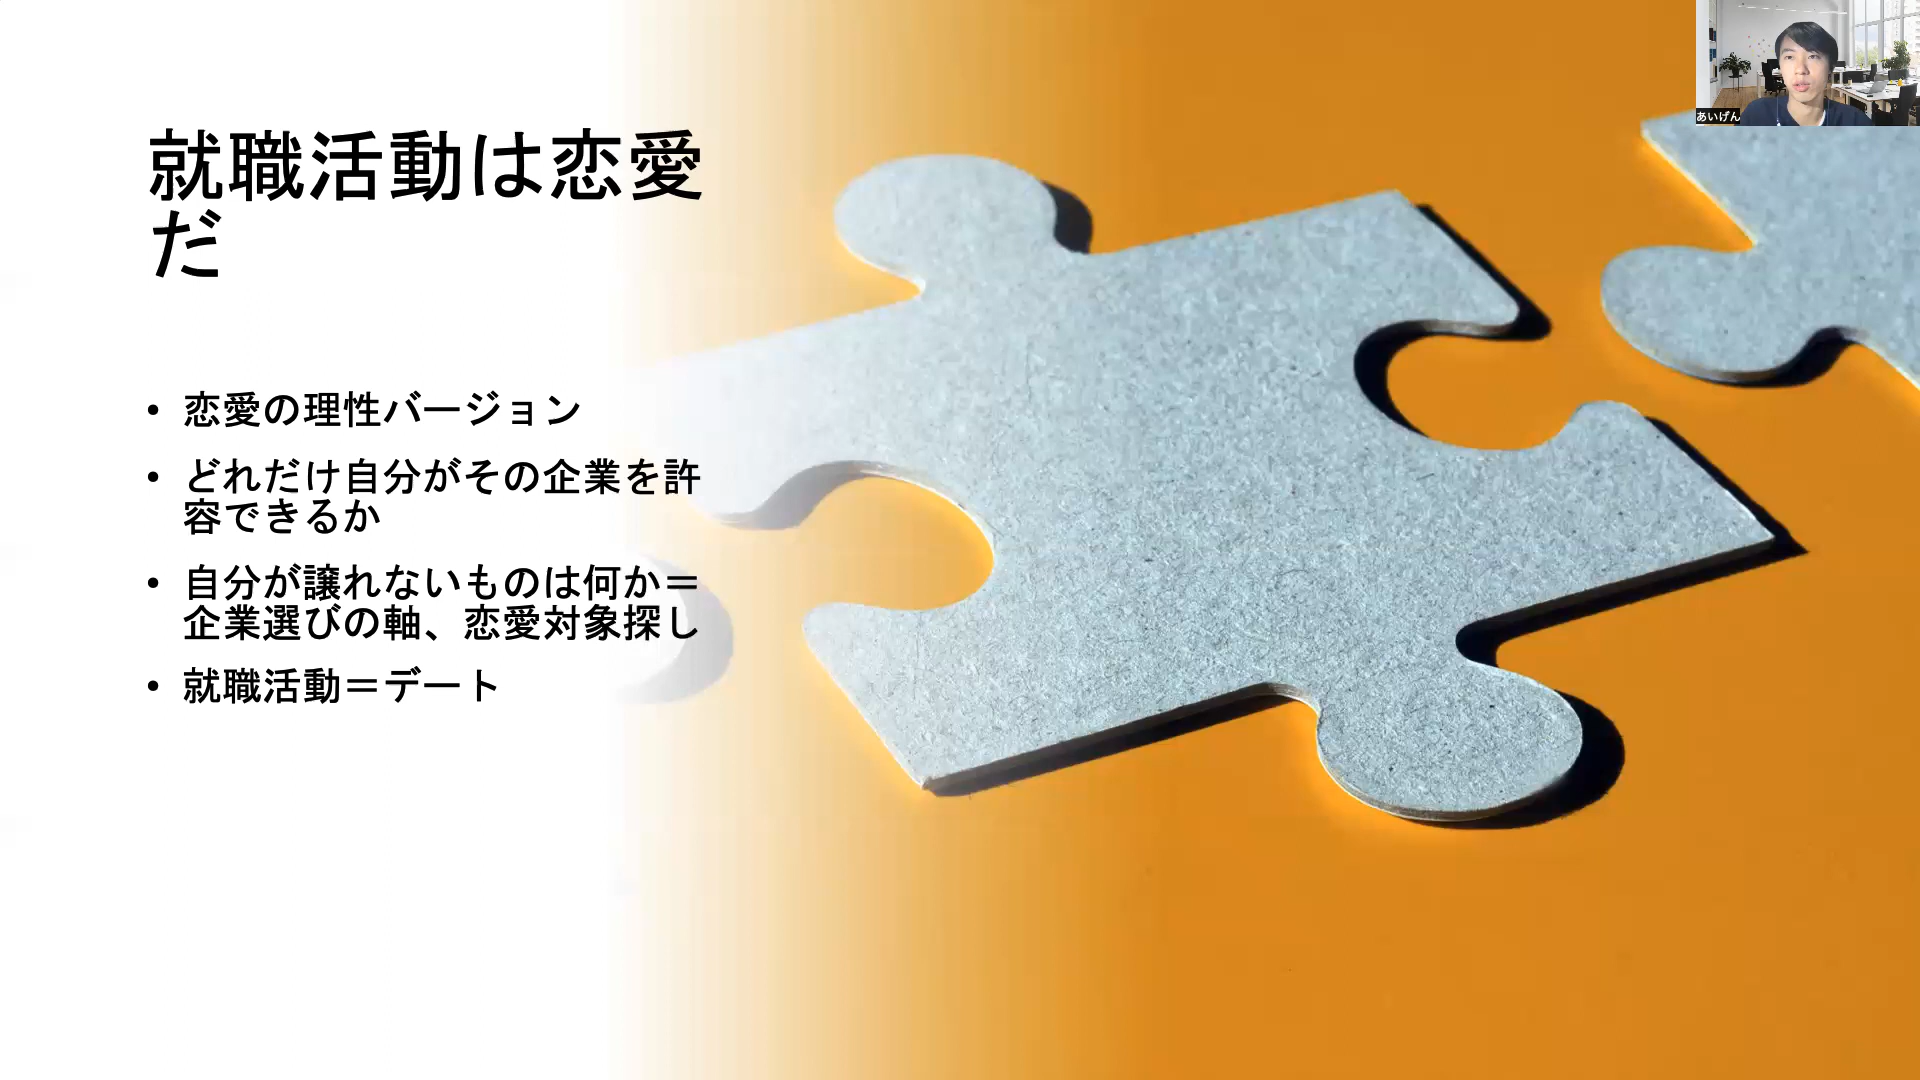 就職活動は恋愛
だ
• 恋愛の理性バージョン
• どれだけ自分がその企業を許
容できるか
• 自分が譲れないものは何か＝
企業選びの軸、恋愛対象探し
• 就職活動＝デート
あいげん